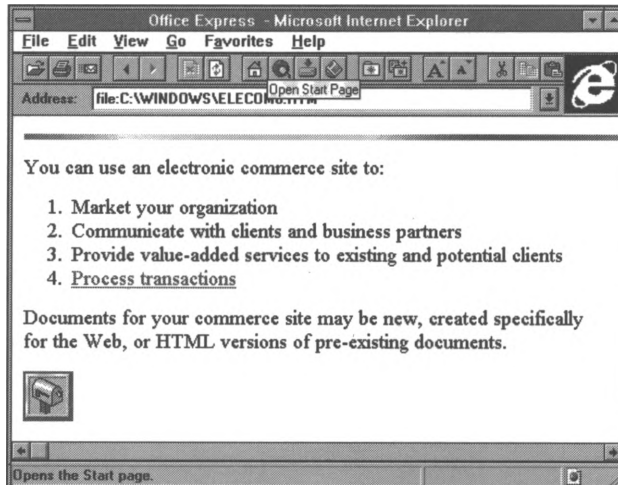 Office Express - Microsoft Internet Explorer
File Edit View Go Favorites Help
Address: file:C:\WINDOWS\ELECOM6.HTM
Open Start Page
You can use an electronic commerce site to:
1. Market your organization
2. Communicate with clients and business partners
3. Provide value-added services to existing and potential clients
4. Process transactions
Documents for your commerce site may be new, created specifically
for the Web, or HTML versions of pre-existing documents.
Opens the Start page.